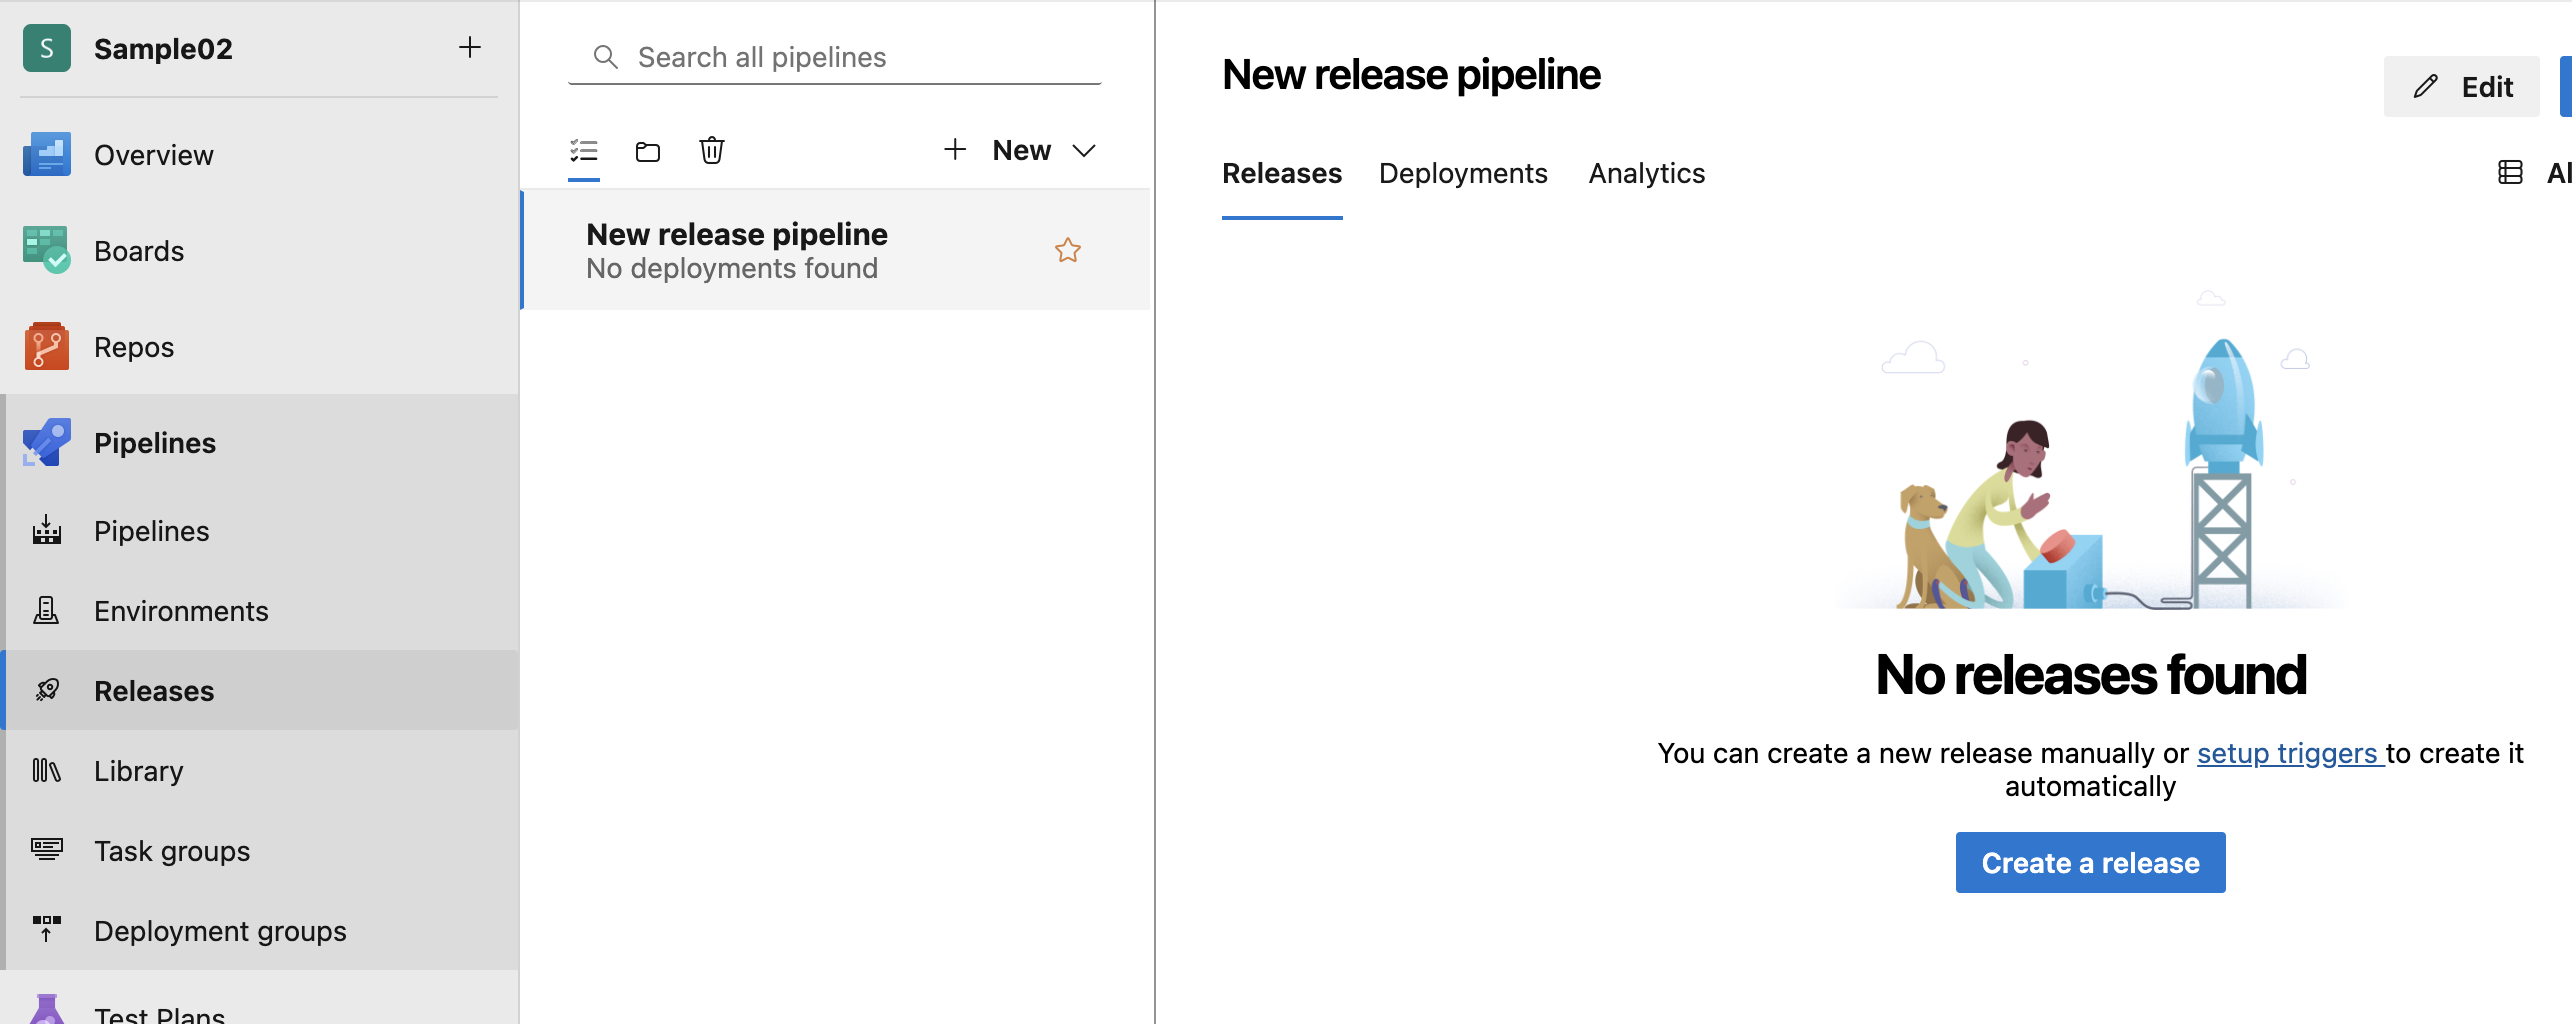 S
Sample02
Overview
Boards
Repos
Pipelines
Pipelines
Environments
Releases
Library
Task groups
Deployment groups
Test Plans
Search all pipelines
New
New release pipeline
No deployments found
New release pipeline
Edit
Releases
Deployments
Analytics
No releases found
You can create a new release manually or setup triggers to create it
automatically
Create a release